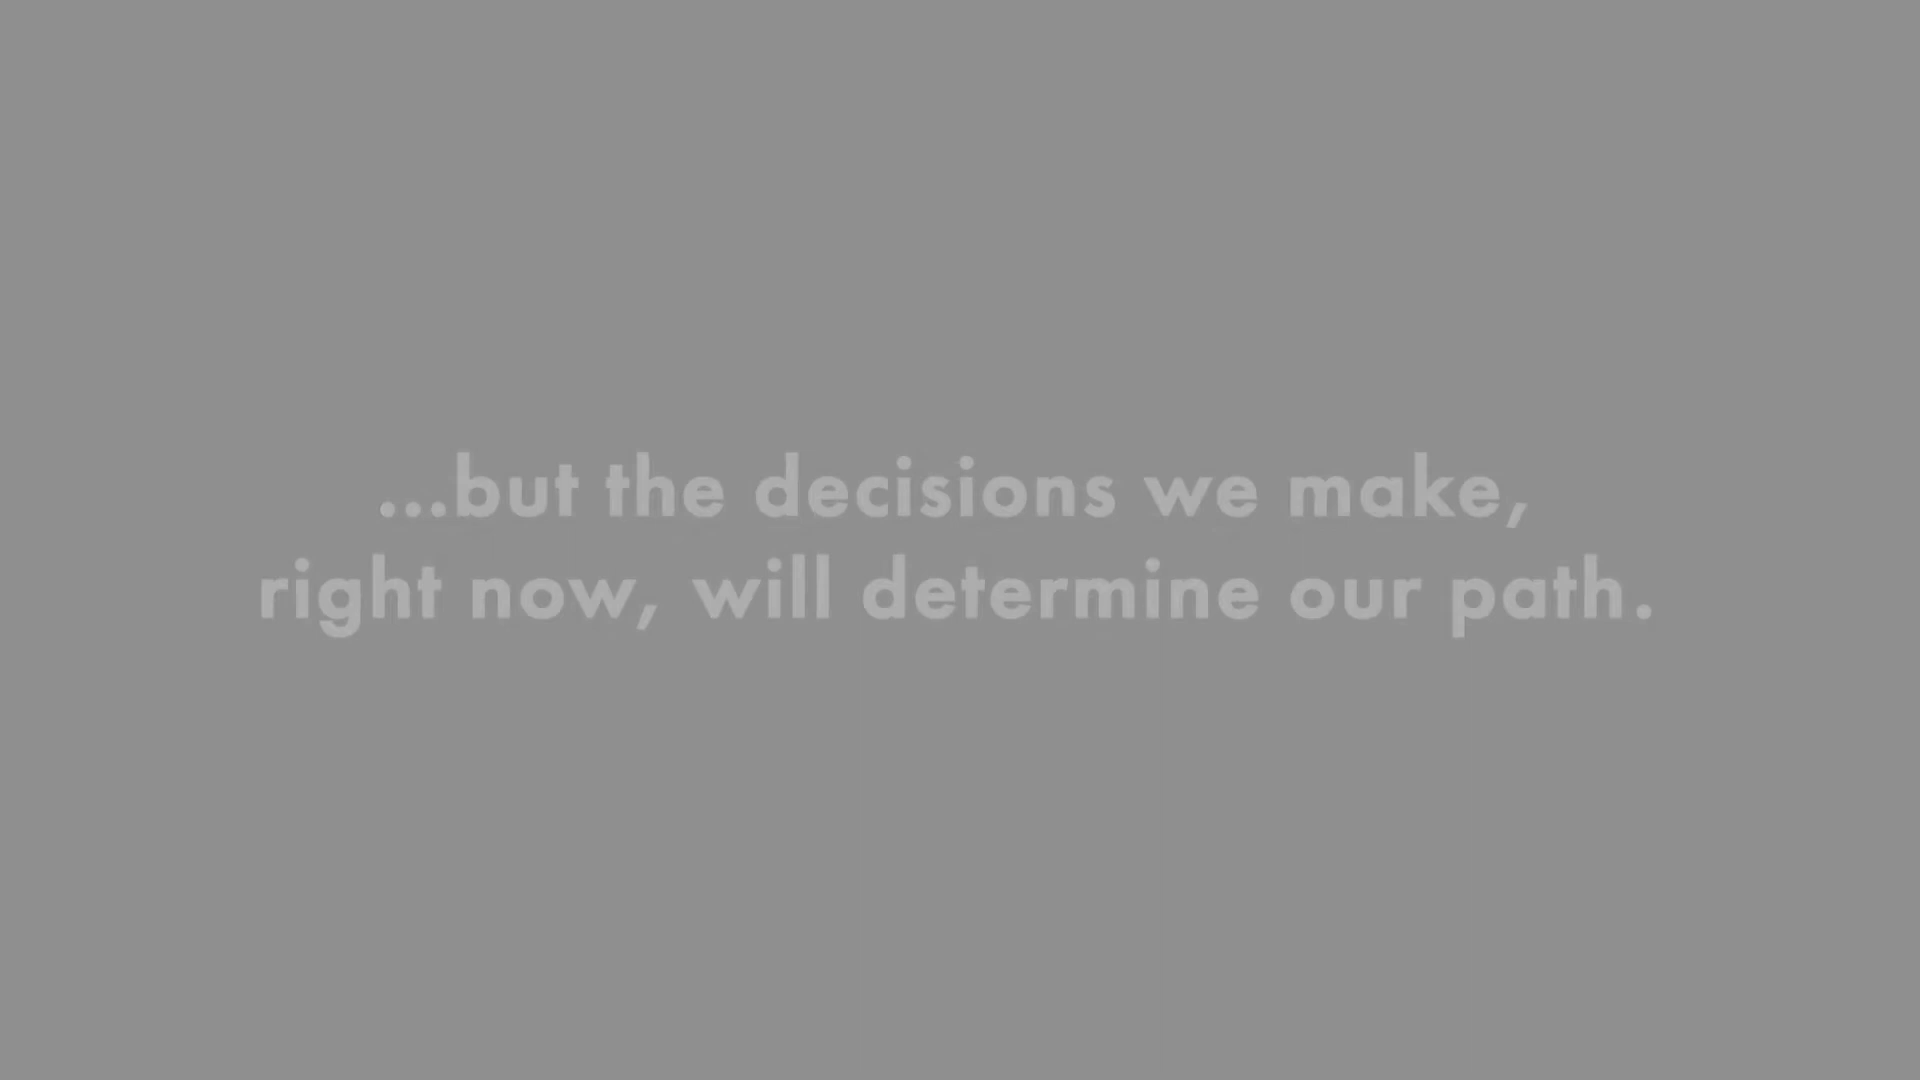 ...but the decisions we make,
right now, will determine our path.